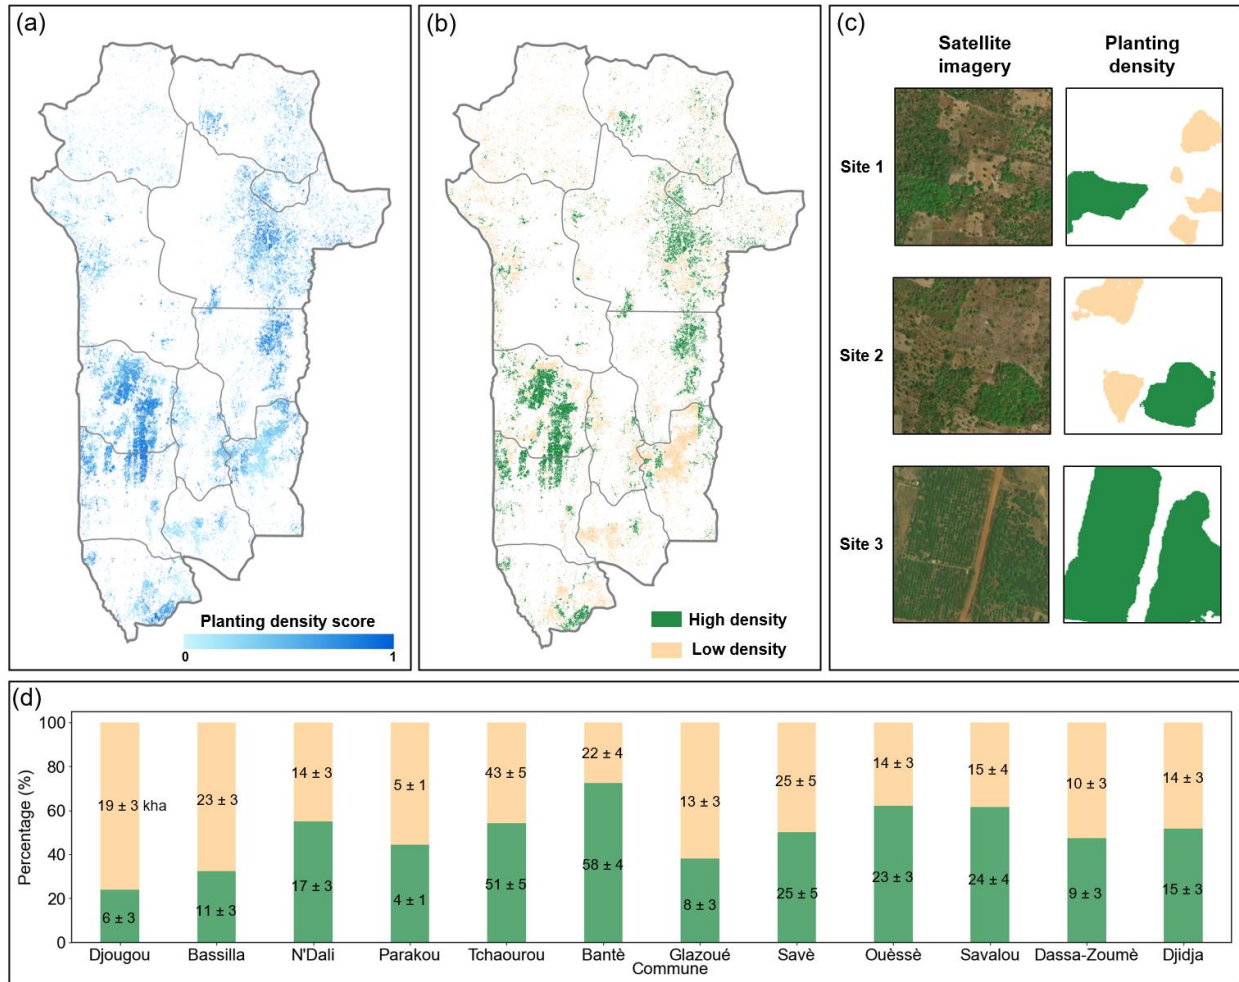 (a)
Planting density score
0 1
(b)
High density
Low density
(c)
Satellite
imagery
Planting
density
Site 1
Site 2
Site 3
(d)
Percentage (%)
100
80
60
40
20
0
19 ± 3 kha
23 ± 3
14 ± 3
5 ± 1
43 ± 5
22 ± 4
13 ± 3
25 ± 5
14 ± 3
15 ± 4
10 ± 3
14 ± 3
6 ± 3
11 ± 3
17 ± 3
4 ± 1
51 ± 5
58 ± 4
8 ± 3
25 ± 5
23 ± 3
24 ± 4
9 ± 3
15 ± 3
Djougou Bassilla N'Dali Parakou Tchaourou Bantè Glazoué Savè Ouèssè Savalou Dassa-Zoumè Djidja
Commune